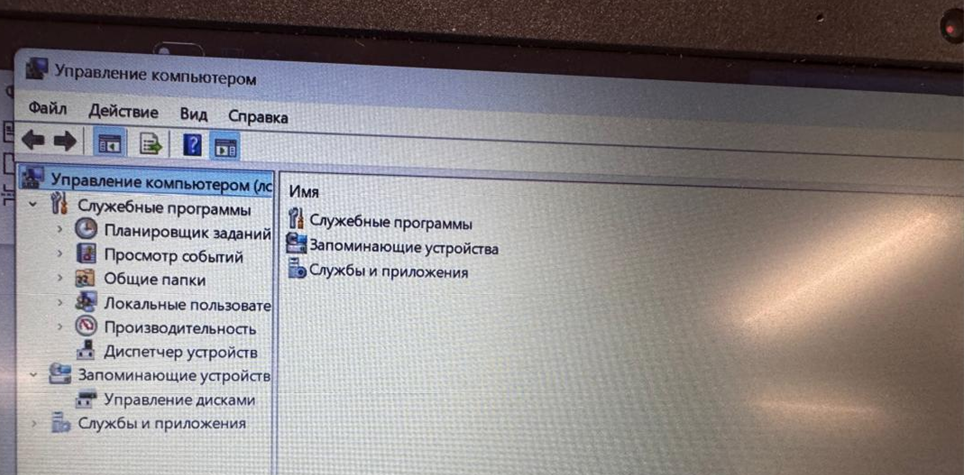 Управление компьютером
Файл Действие Вид Справка
Управление компьютером (лс
Служебные программы
Планировщик заданий
Просмотр событий
Общие папки
Локальные пользовате
Производительность
Диспетчер устройств
Запоминающие устройств
Управление дисками
Службы и приложения
Имя
Служебные программы
Запоминающие устройства
Службы и приложения